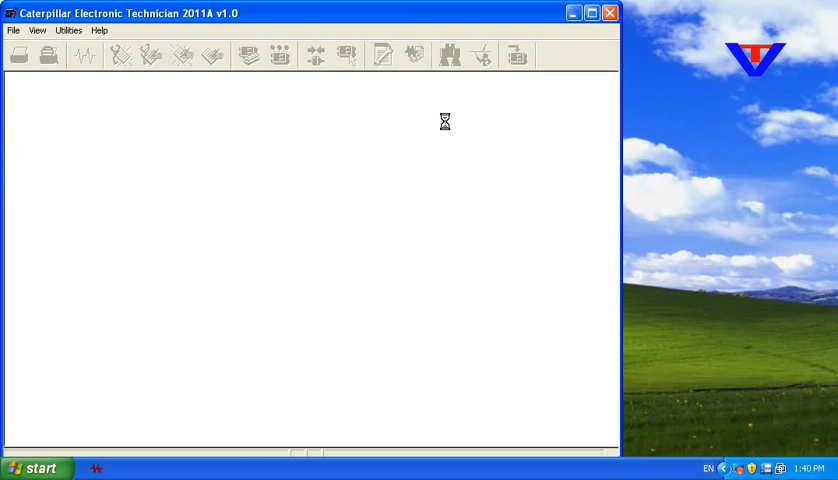 Caterpillar Electronic Technician 2011A v1.0
File View Utilities Help
start
EN
1:40 PM